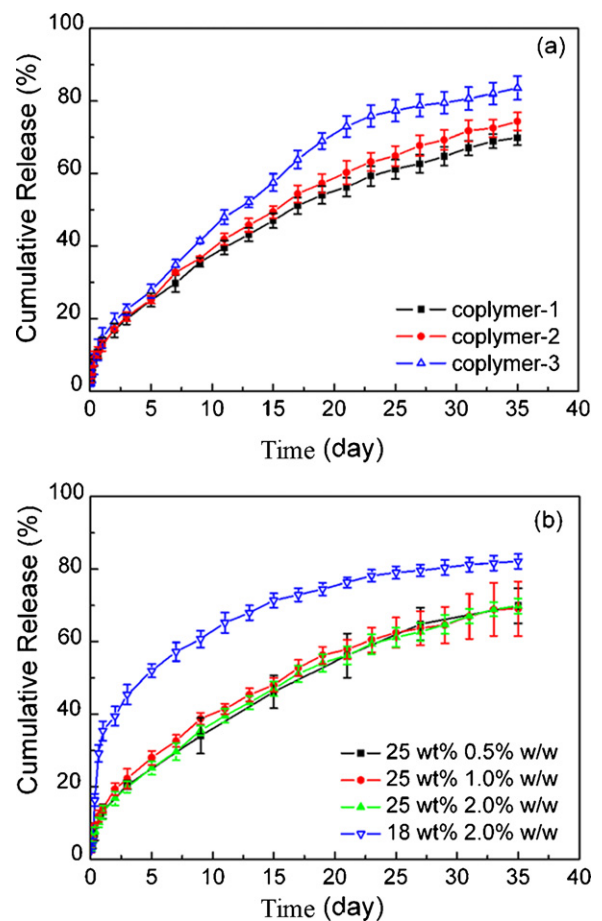 (a)
100
80
60
40
20
0
Cumulative Release (%)
coplymer-1
coplymer-2
coplymer-3
0 5 10 15 20 25 30 35 40
Time (day)
(b)
100
80
60
40
20
0
Cumulative Release (%)
25 wt% 0.5% w/w
25 wt% 1.0% w/w
25 wt% 2.0% w/w
18 wt% 2.0% w/w
0 5 10 15 20 25 30 35 40
Time (day)